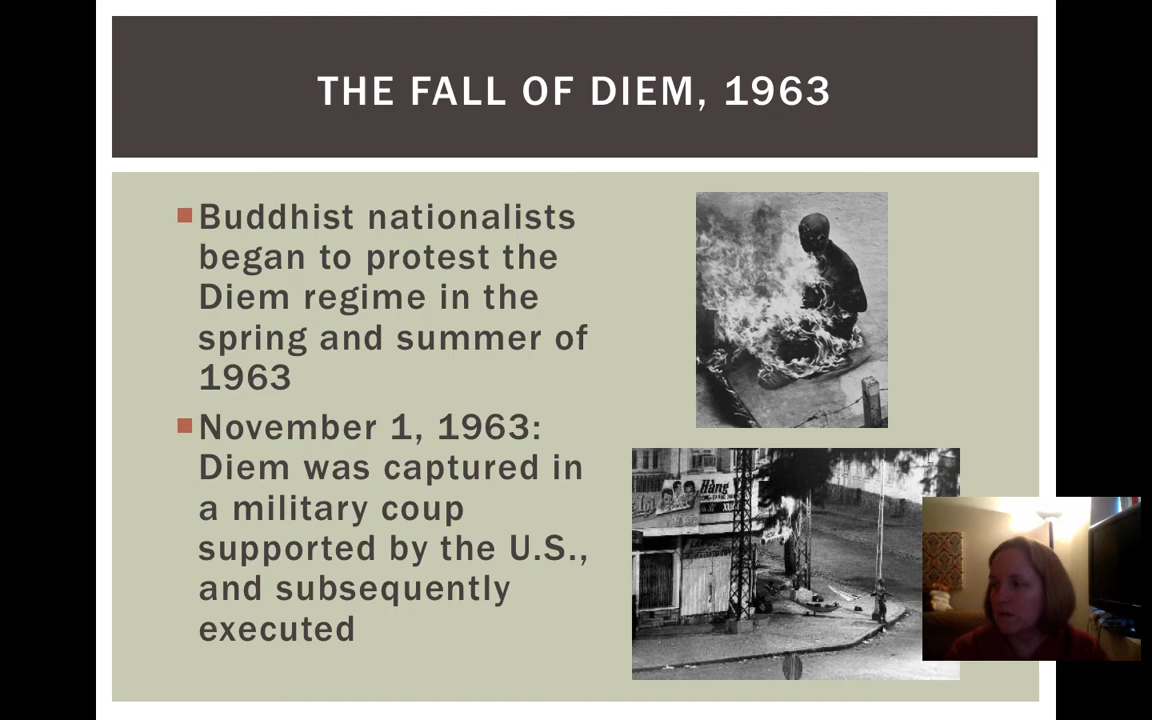 THE FALL OF DIEM, 1963
Buddhist nationalists
began to protest the
Diem regime in the
spring and summer of
1963
November 1, 1963:
Diem was captured in
a military coup
supported by the U.S.,
and subsequently
executed
Hàng